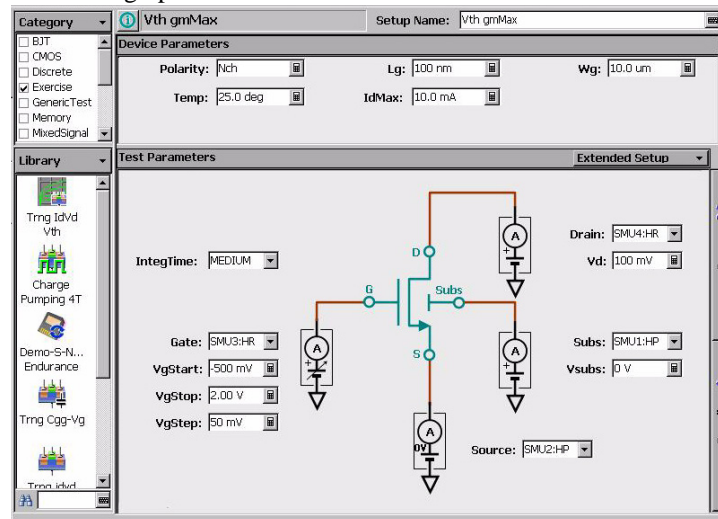 Category
Vth gmMax
Setup Name: Vth gmMax
BJT
CMOS
Discrete
Exercise
GenericTest
Memory
MixedSignal
Device Parameters
Polarity: Nch
Lg: 100 nm
Wg: 10.0 um
Temp: 25.0 deg
IdMax: 10.0 mA
Library
Trng IdVd
Vth
Charge
Pumping 4T
Demo-S-N...
Endurance
Trng Cgg-Vg
Trng idvd
Test Parameters
Extended Setup
IntegTime: MEDIUM
Gate: SMU3:HR
VgStart: -500 mV
VgStop: 2.00 V
VgStep: 50 mV
D
G
Subs
S
A
+
A
+
A
+
A
0V
Drain: SMU4:HR
Vd: 100 mV
Subs: SMU1:HP
Vsubs: 0 V
Source: SMU2:HP